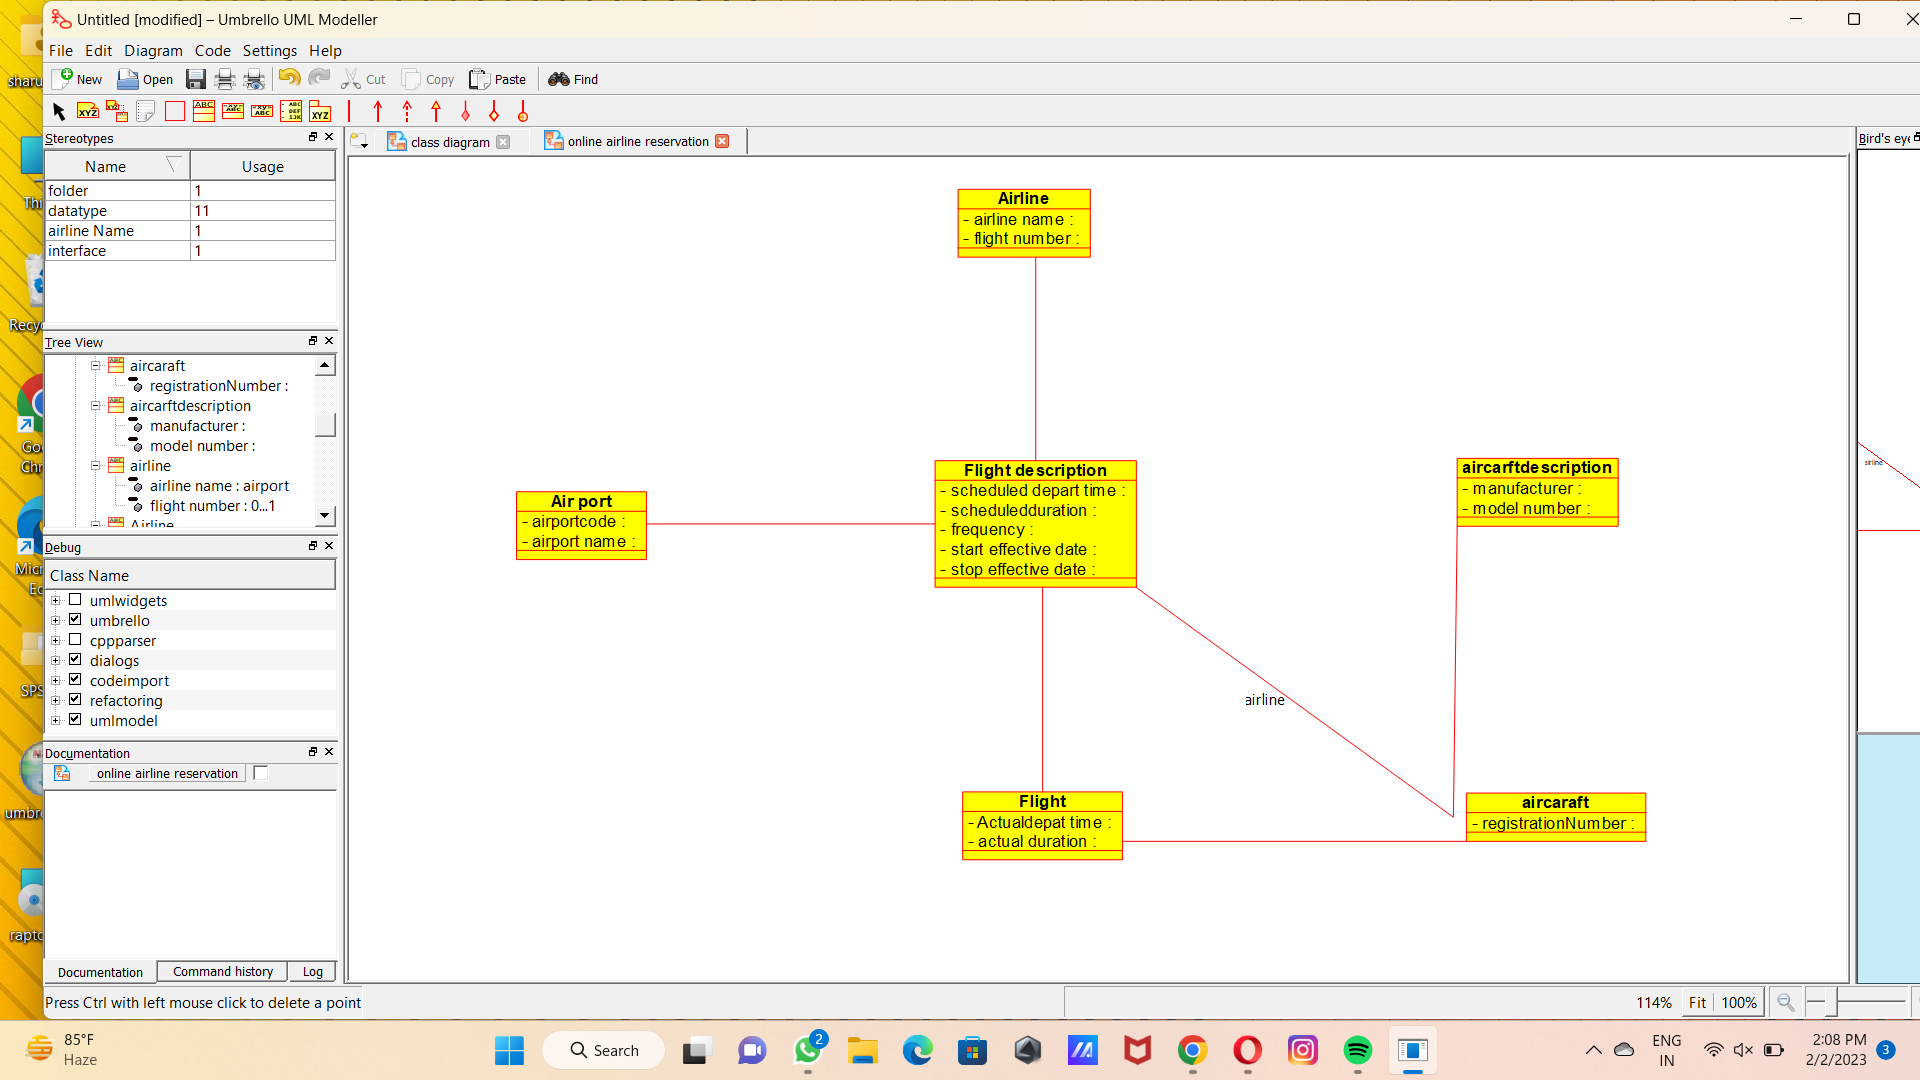 Untitled [modified] – Umbrello UML Modeller
File Edit Diagram Code Settings Help
New Open Cut Copy Paste Find
Stereotypes
Name Usage
folder 1
datatype 11
airline Name 1
interface 1
Tree View
aircaraft
registrationNumber :
aircarftdescription
manufacturer :
model number :
airline
airline name : airport
flight number : 0...1
Airline
Debug
Class Name
umlwidgets
umbrello
cppparser
dialogs
codeimport
refactoring
umlmodel
Documentation
online airline reservation
Documentation Command history Log
Press Ctrl with left mouse click to delete a point
class diagram
online airline reservation
Bird's eye
Airline
- airline name :
- flight number :
Air port
- airportcode :
- airport name :
Flight description
- scheduled depart time :
- scheduledduration :
- frequency :
- start effective date :
- stop effective date :
aircarftdescription
- manufacturer :
- model number :
airline
airline
Flight
- Actualdepat time :
- actual duration :
aircaraft
- registrationNumber :
114% Fit 100%
sharu
Thi
Recyc
Goo
Chr
Micr
Ed
SPS
umbre
rapto
85°F
Haze
Search
2
ENG
IN
2:08 PM
2/2/2023
3